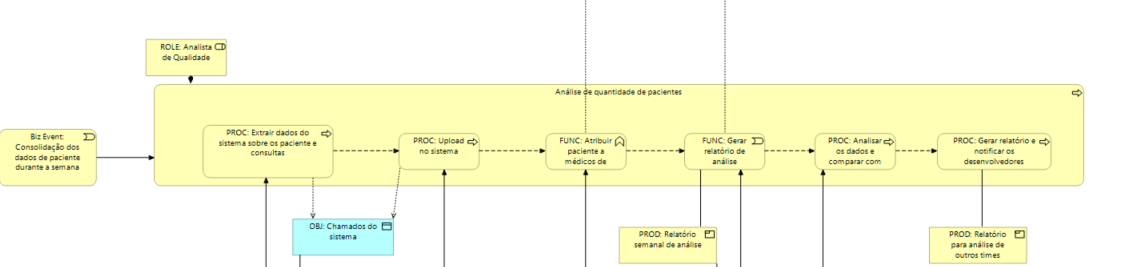 ROLE: Analista
de Qualidade
Análise de quantidade de pacientes
Biz Event:
Consolidação dos
dados de paciente
durante a semana
PROC: Extrair dados do
sistema sobre os paciente e
consultas
PROC: Upload
no sistema
FUNC: Atribuir
paciente a
médicos de
FUNC: Gerar
relatório de
análise
PROC: Analisar
os dados e
comparar com
PROC: Gerar relatório e
notificar os
desenvolvedores
OBJ: Chamados do
sistema
PROD: Relatório
semanal de análise
PROD: Relatório
para análise de
outros times